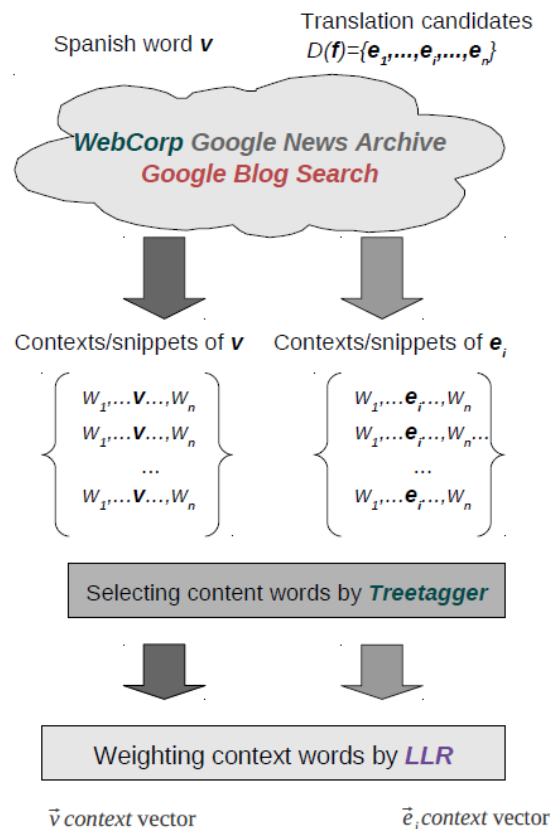 Spanish word v
Translation candidates
D(f)={e1,...,ei,...,en}
WebCorp Google News Archive
Google Blog Search
Contexts/snippets of v
Contexts/snippets of ei
W1,...v...,Wn
W1,...v...,Wn
...
W1,...v...,Wn
W1,...ei...,Wn
W1,...ei...,Wn...
...
W1,...ei...,Wn
Selecting content words by Treetagger
Weighting context words by LLR
v⃗ context vector
e⃗i context vector